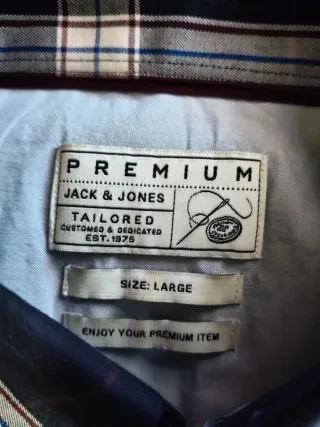 PREMIUM
JACK & JONES
TAILORED
CUSTOMED & DEDICATED
EST. 1975
SIZE: LARGE
ENJOY YOUR PREMIUM ITEM